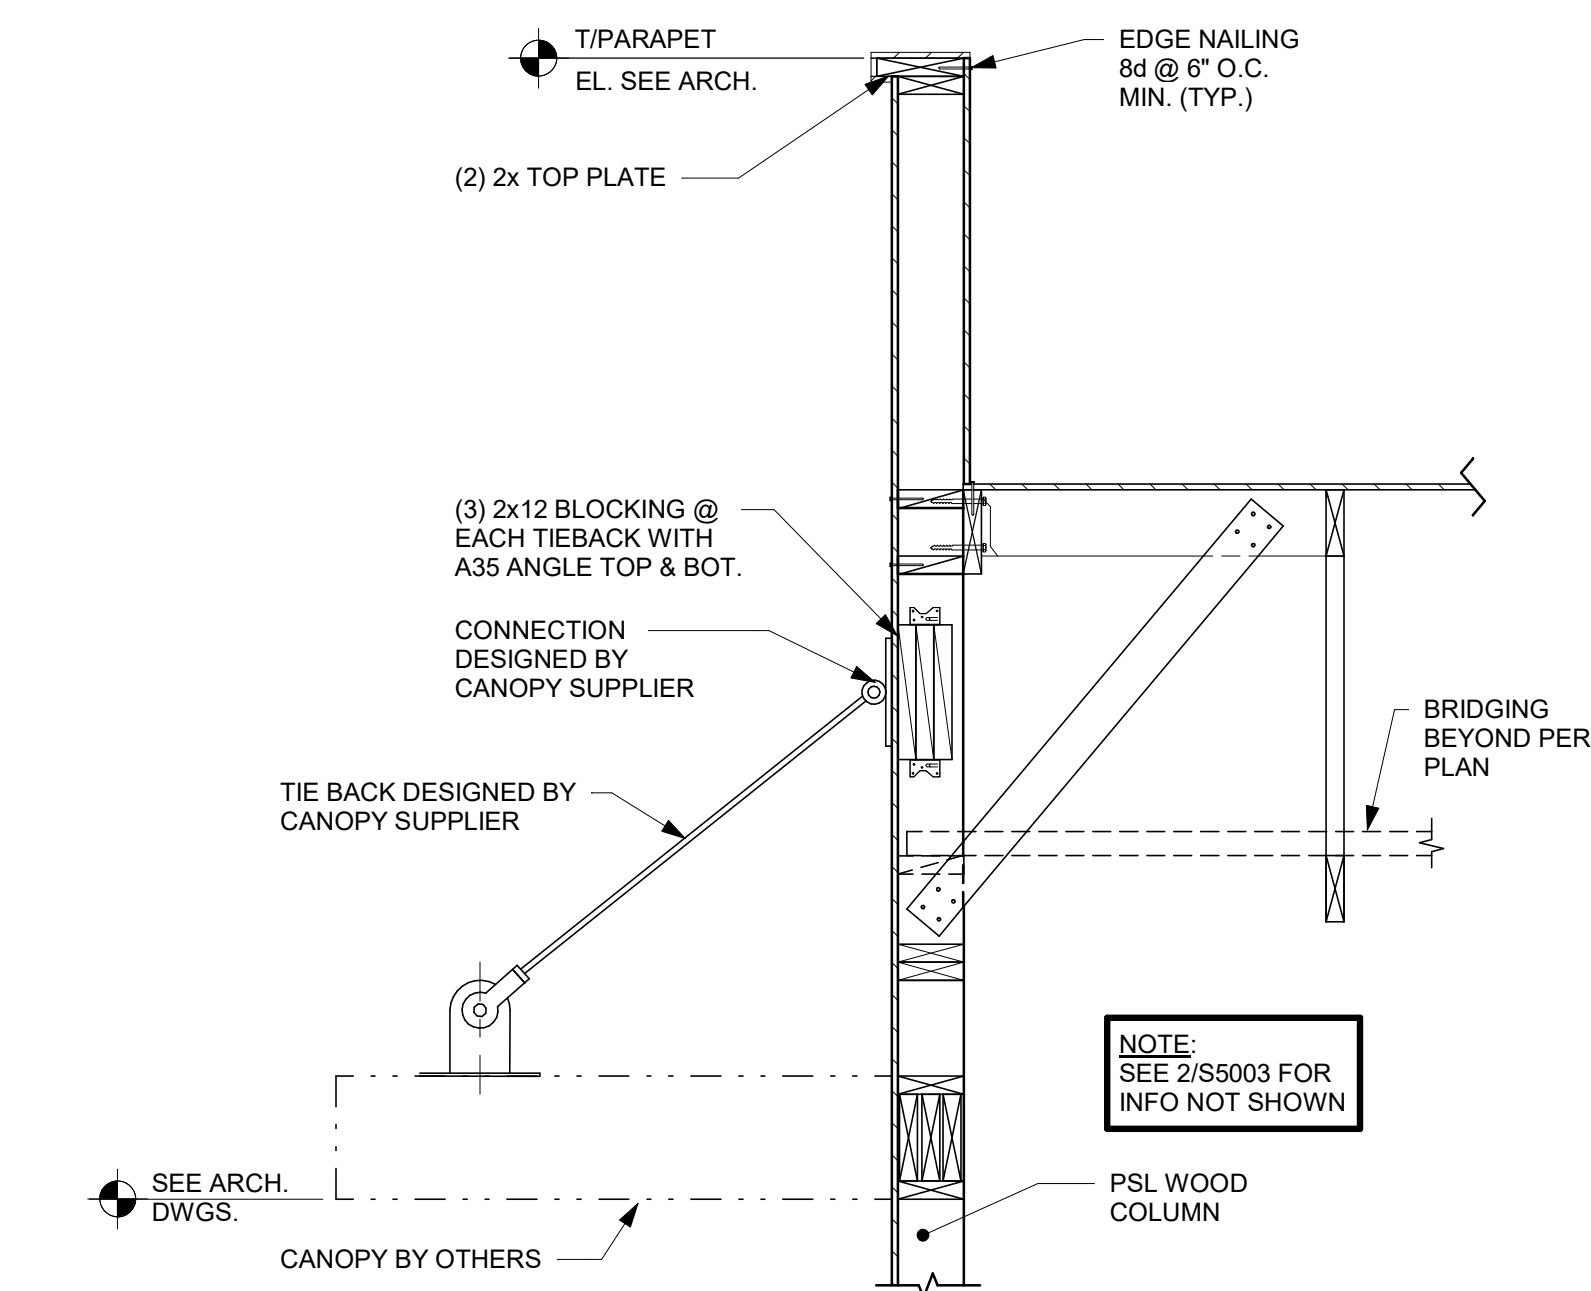 T/PARAPET
EL. SEE ARCH.
EDGE NAILING
8d @ 6" O.C.
MIN. (TYP.)
(2) 2x TOP PLATE
(3) 2x12 BLOCKING @
EACH TIEBACK WITH
A35 ANGLE TOP & BOT.
CONNECTION
DESIGNED BY
CANOPY SUPPLIER
BRIDGING
BEYOND PER
PLAN
TIE BACK DESIGNED BY
CANOPY SUPPLIER
NOTE:
SEE 2/S5003 FOR
INFO NOT SHOWN
SEE ARCH.
DWGS.
PSL WOOD
COLUMN
CANOPY BY OTHERS